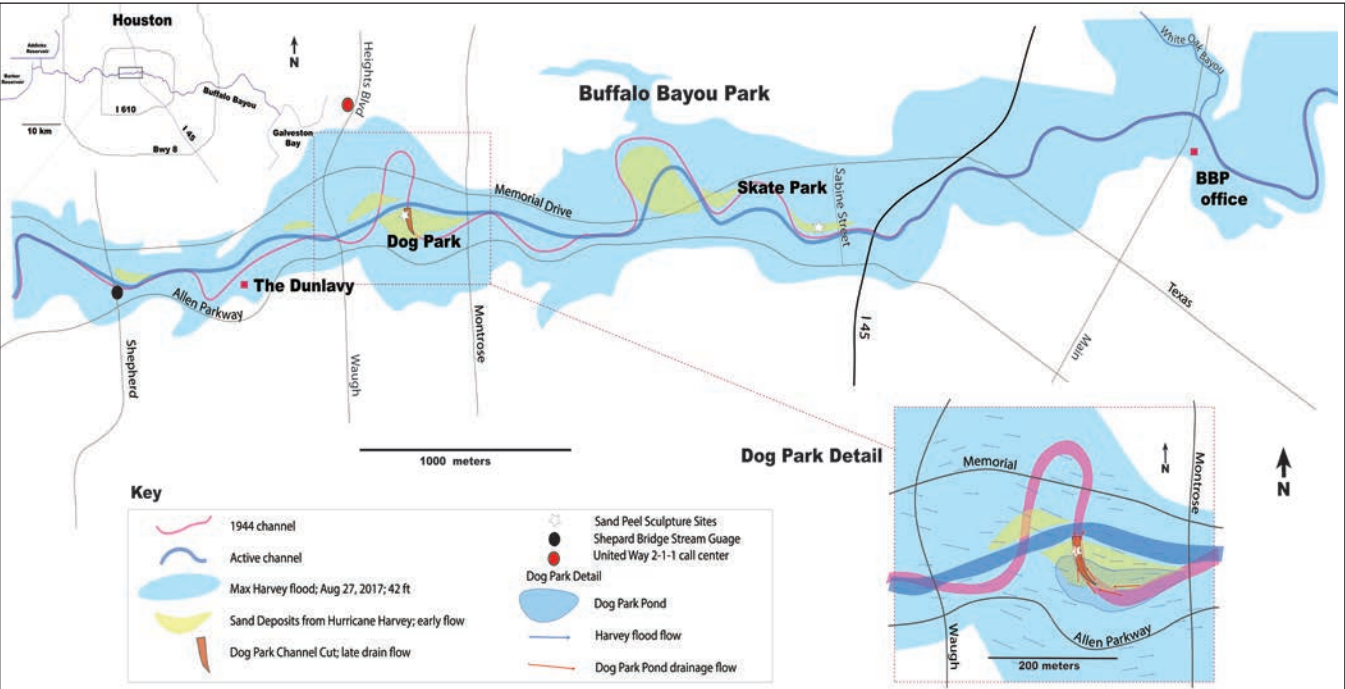 Houston
Addicks
Reservoir
Barker
Reservoir
Buffalo Bayou
I 610
10 km
I 45
Bwy 8
Galveston
Bay
N
Heights Blvd
Buffalo Bayou Park
White Oak Bayou
Memorial Drive
Skate Park
Sabine Street
BBP
office
Dog Park
The Dunlavy
Allen Parkway
Shepherd
Waugh
Montrose
I 45
Main
Texas
1000 meters
Dog Park Detail
N
Key
1944 channel
Active channel
Max Harvey flood; Aug 27, 2017; 42 ft
Sand Deposits from Hurricane Harvey; early flow
Dog Park Channel Cut; late drain flow
Sand Peel Sculpture Sites
Shepard Bridge Stream Guage
United Way 2-1-1 call center
Dog Park Detail
Dog Park Pond
Harvey flood flow
Dog Park Pond drainage flow
Memorial
N
Montrose
Waugh
Allen Parkway
200 meters